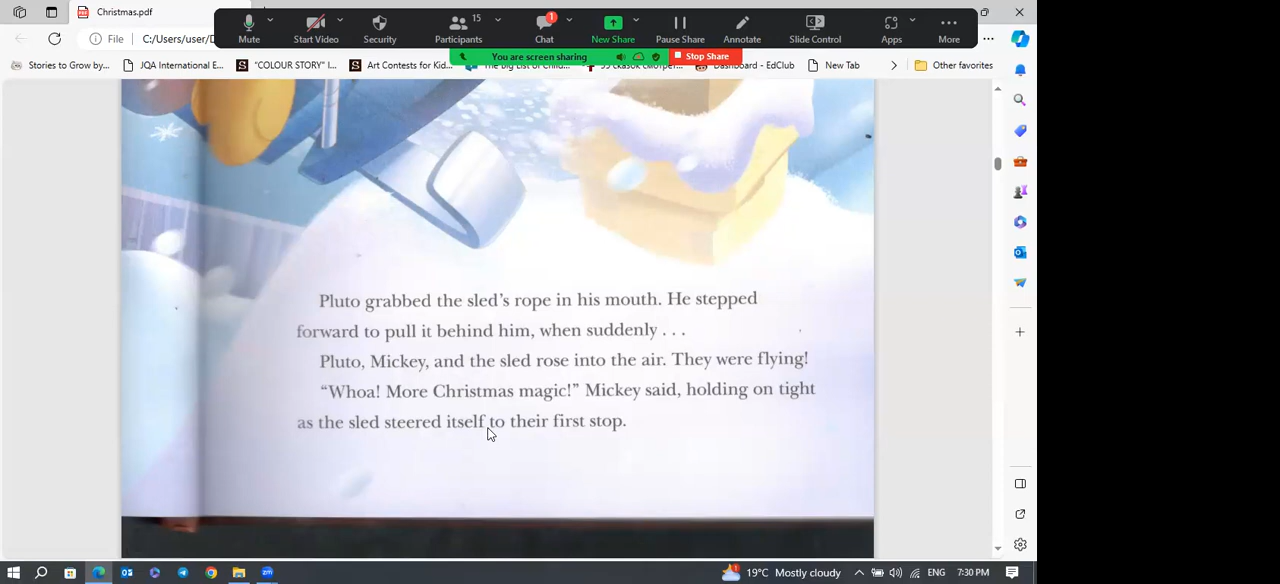 Christmas.pdf
Mute
Start Video
Security
15
Participants
1
Chat
New Share
Pause Share
Annotate
Slide Control
Apps
More
You are screen sharing
Stop Share
File
C:/Users/user/D
Stories to Grow by...
JQA International E...
"COLOUR STORY' I...
Art Contests for Kid...
The Big List of Child...
Dashboard - EdClub
New Tab
Other favorites
Pluto grabbed the sled's rope in his mouth. He stepped
forward to pull it behind him, when suddenly . . .
Pluto, Mickey, and the sled rose into the air. They were flying!
“Whoa! More Christmas magic!” Mickey said, holding on tight
as the sled steered itself to their first stop.
19°C Mostly cloudy
ENG
7:30 PM